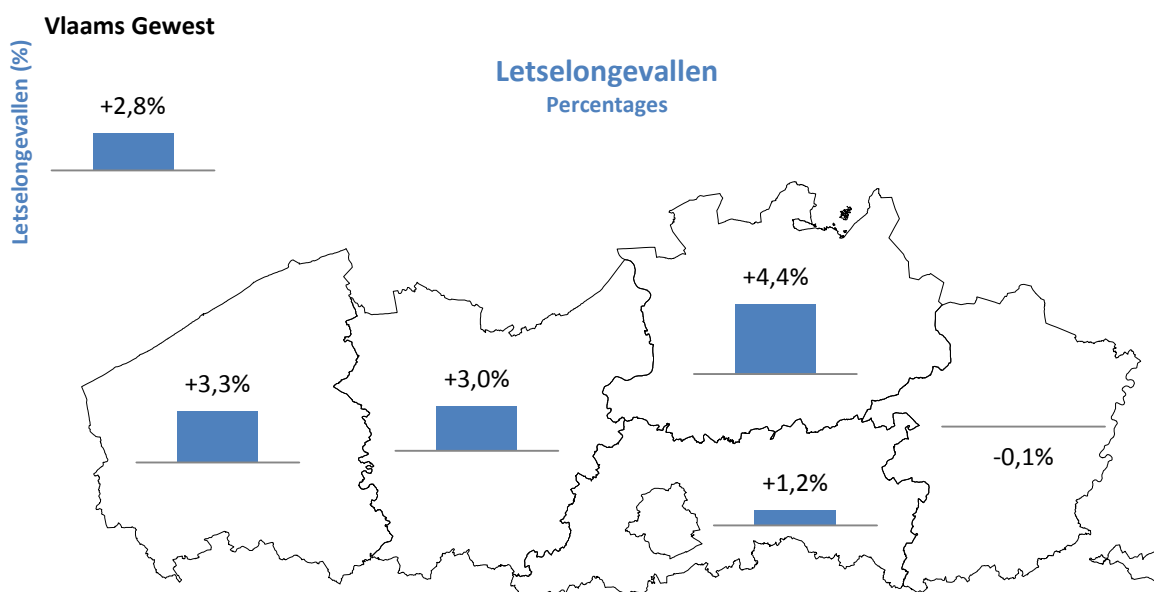 Vlaams Gewest
Letselongevallen (%)
+2,8%
Letselongevallen
Percentages
+4,4%
+3,3%
+3,0%
-0,1%
+1,2%